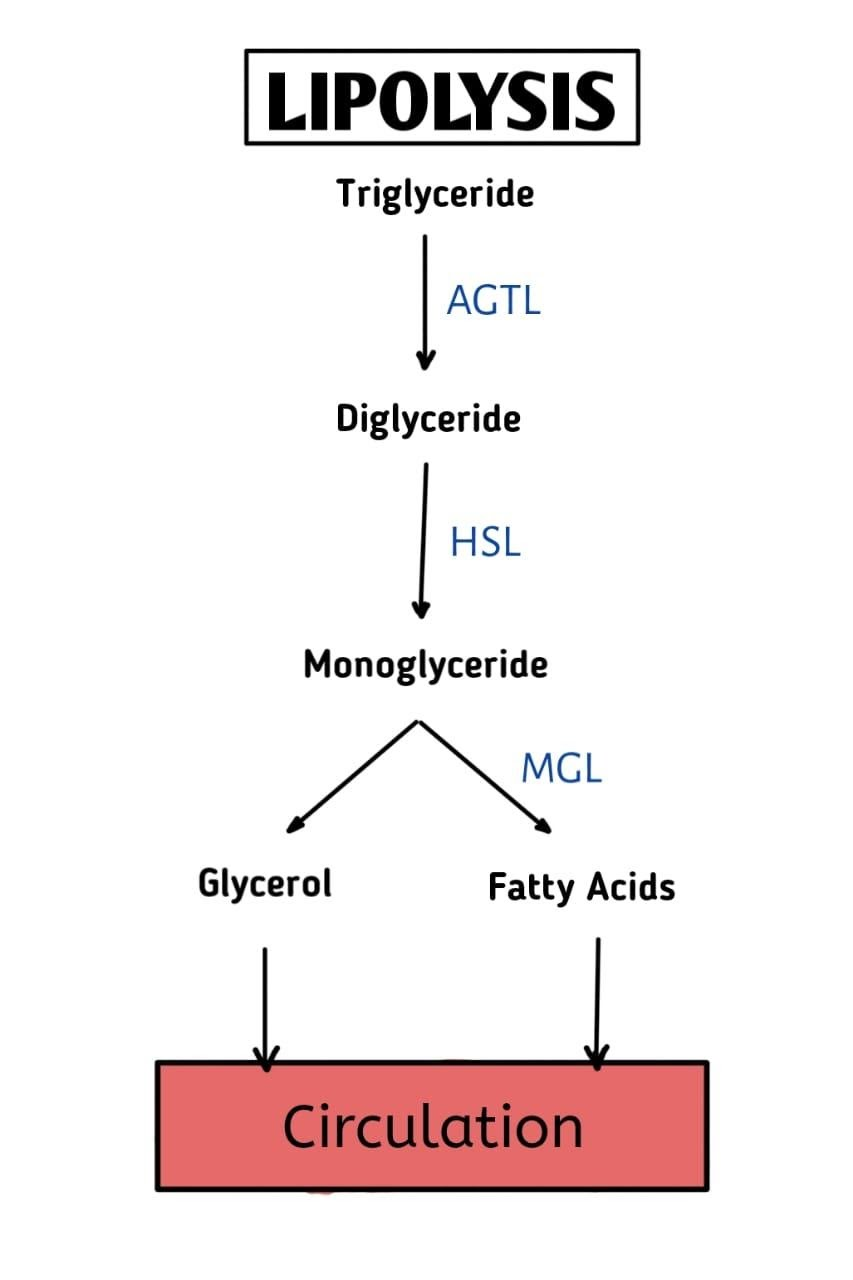 LIPOLYSIS
Triglyceride
AGTL
Diglyceride
HSL
Monoglyceride
MGL
Glycerol
Fatty Acids
Circulation